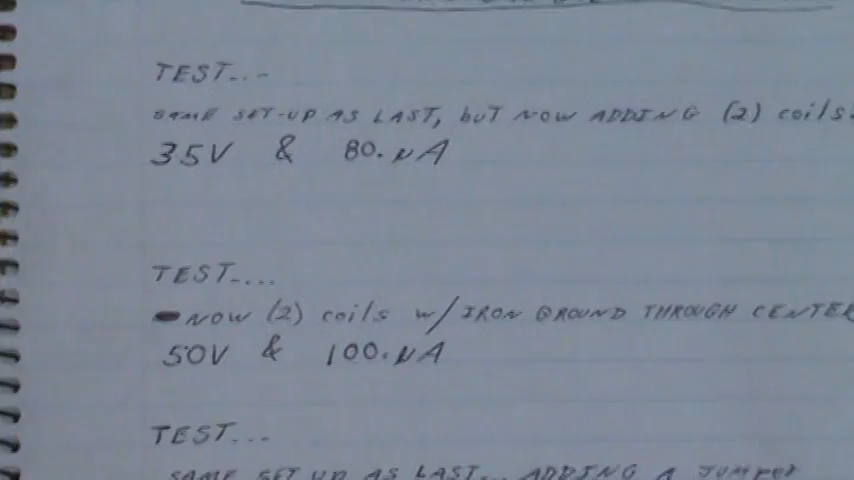 TEST...
SAME SET-UP AS LAST, buT NOW ADDING (2) coils.
35V & 80.µA
TEST....
NOW (2) coils w/ IRON GROUND THROUGH CENTER
50V & 100.µA
TEST...
SAME SET UP AS LAST... ADDING A JUMPER